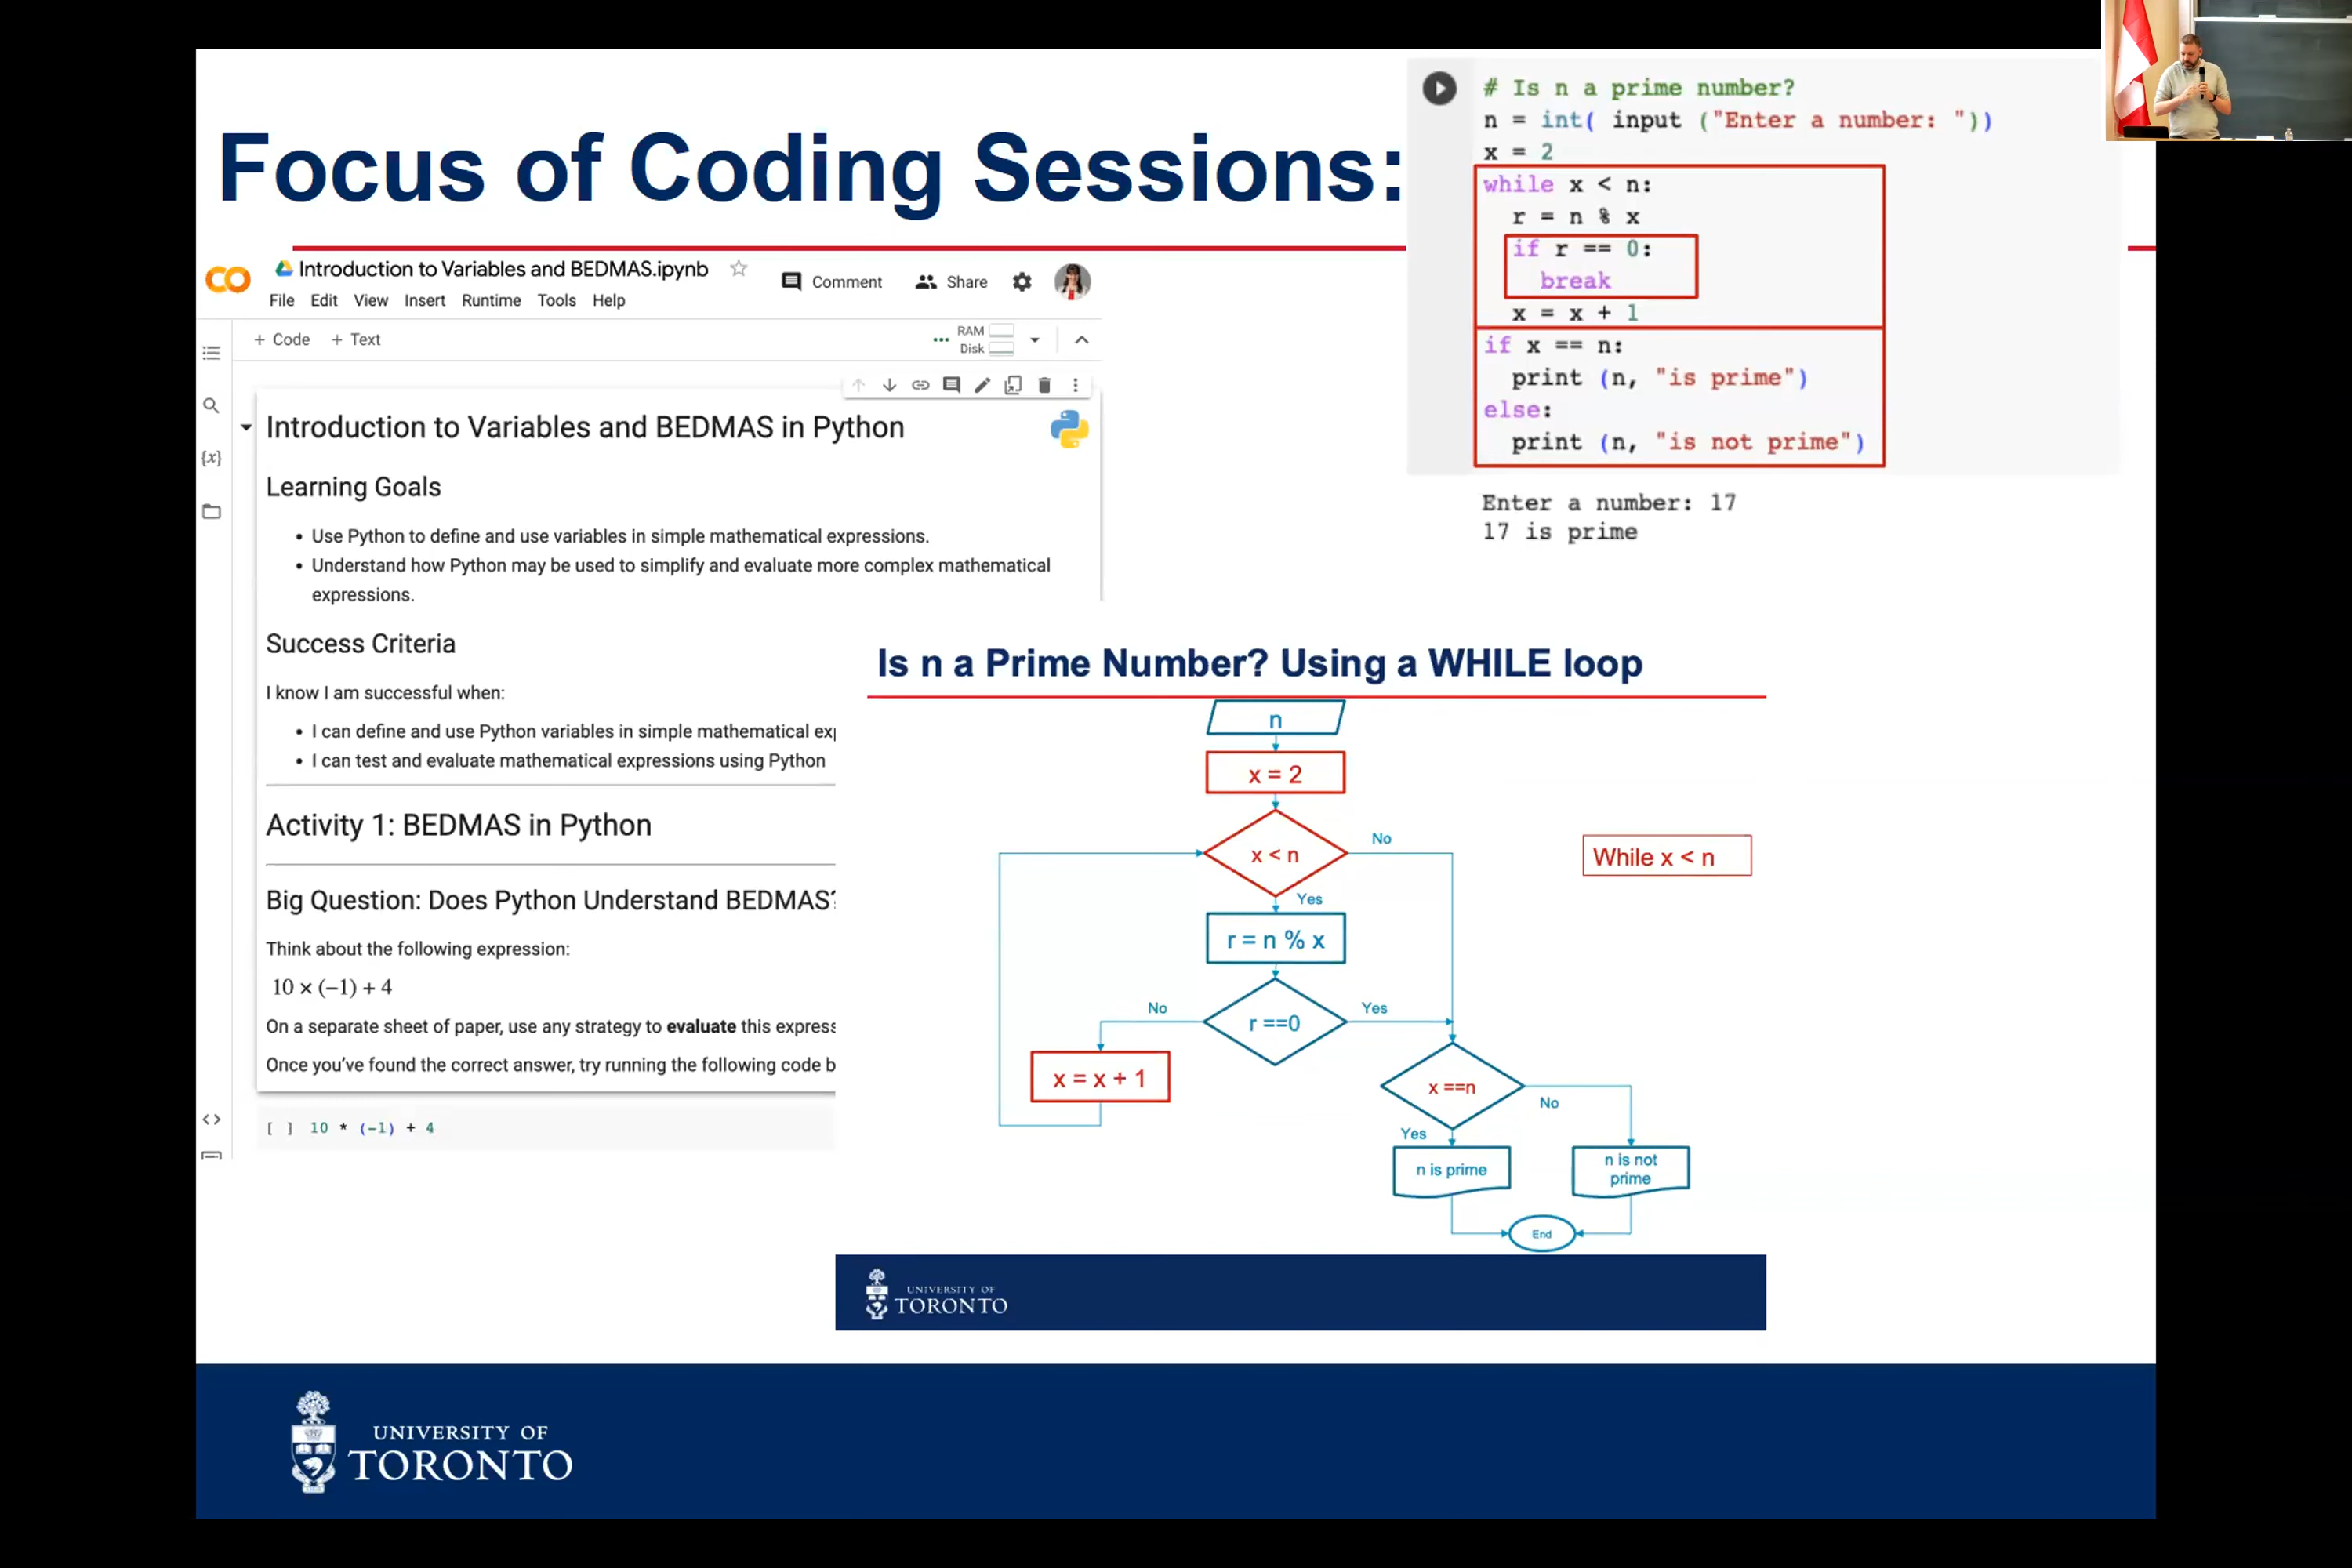 Focus of Coding Sessions:
# Is n a prime number?
n = int( input ("Enter a number: "))
x = 2
while x < n:
r = n % x
if r == 0:
break
x = x + 1
if x == n:
print (n, "is prime")
else:
print (n, "is not prime")
Enter a number: 17
17 is prime
CO
Introduction to Variables and BEDMAS.ipynb
Comment
Share
File Edit View Insert Runtime Tools Help
+ Code + Text
RAM
Disk
Introduction to Variables and BEDMAS in Python
Learning Goals
• Use Python to define and use variables in simple mathematical expressions.
• Understand how Python may be used to simplify and evaluate more complex mathematical
expressions.
Success Criteria
I know I am successful when:
• I can define and use Python variables in simple mathematical ex
• I can test and evaluate mathematical expressions using Python
Activity 1: BEDMAS in Python
Big Question: Does Python Understand BEDMAS?
Think about the following expression:
10 × (−1) + 4
On a separate sheet of paper, use any strategy to evaluate this express
Once you've found the correct answer, try running the following code b
[ ] 10 * (-1) + 4
{x}
<>
Is n a Prime Number? Using a WHILE loop
n
x = 2
x < n
No
While x < n
Yes
r = n % x
No
r ==0
Yes
x = x + 1
x ==n
No
Yes
n is prime
n is not
prime
End
UNIVERSITY OF
TORONTO
UNIVERSITY OF
TORONTO